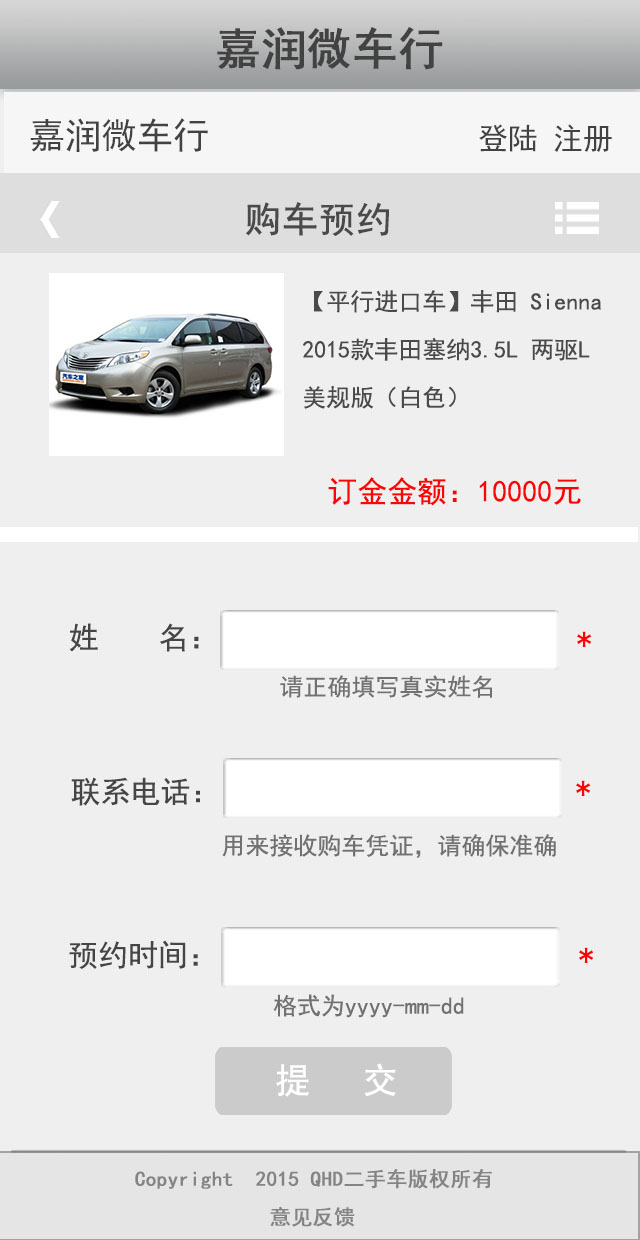 嘉润微车行
嘉润微车行 登陆 注册
购车预约
【平行进口车】丰田 Sienna
2015款丰田塞纳3.5L 两驱L
美规版（白色）
汽车之家
订金金额：10000元
姓 名： *
请正确填写真实姓名
联系电话： *
用来接收购车凭证，请确保准确
预约时间： *
格式为yyyy-mm-dd
提 交
Copyright 2015 QHD二手车版权所有
意见反馈